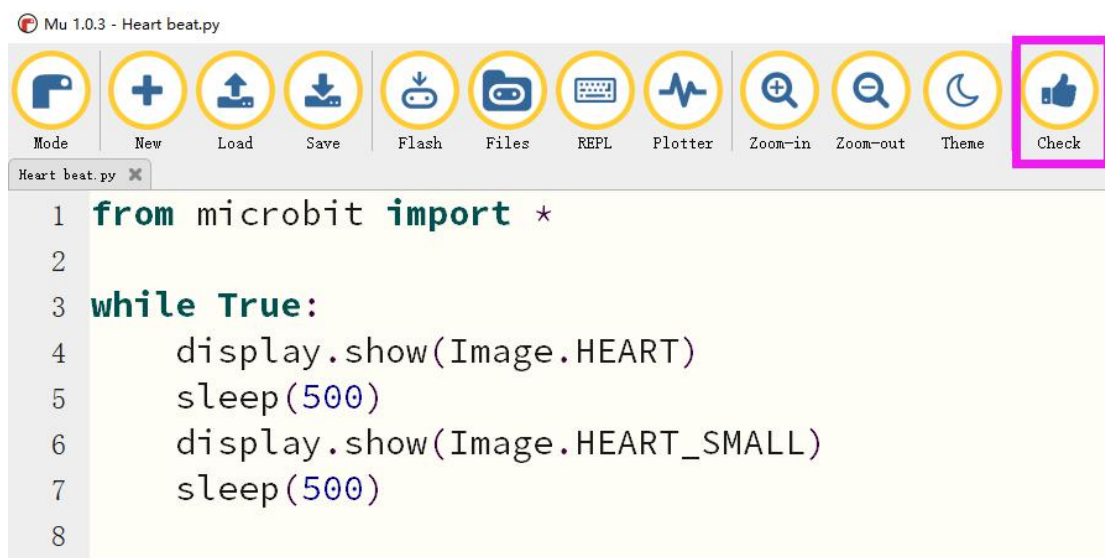 Mu 1.0.3 - Heart beat.py
Mode New Load Save Flash Files REPL Plotter Zoom-in Zoom-out Theme Check
Heart beat.py
1 from microbit import *
2
3 while True:
4     display.show(Image.HEART)
5     sleep(500)
6     display.show(Image.HEART_SMALL)
7     sleep(500)
8